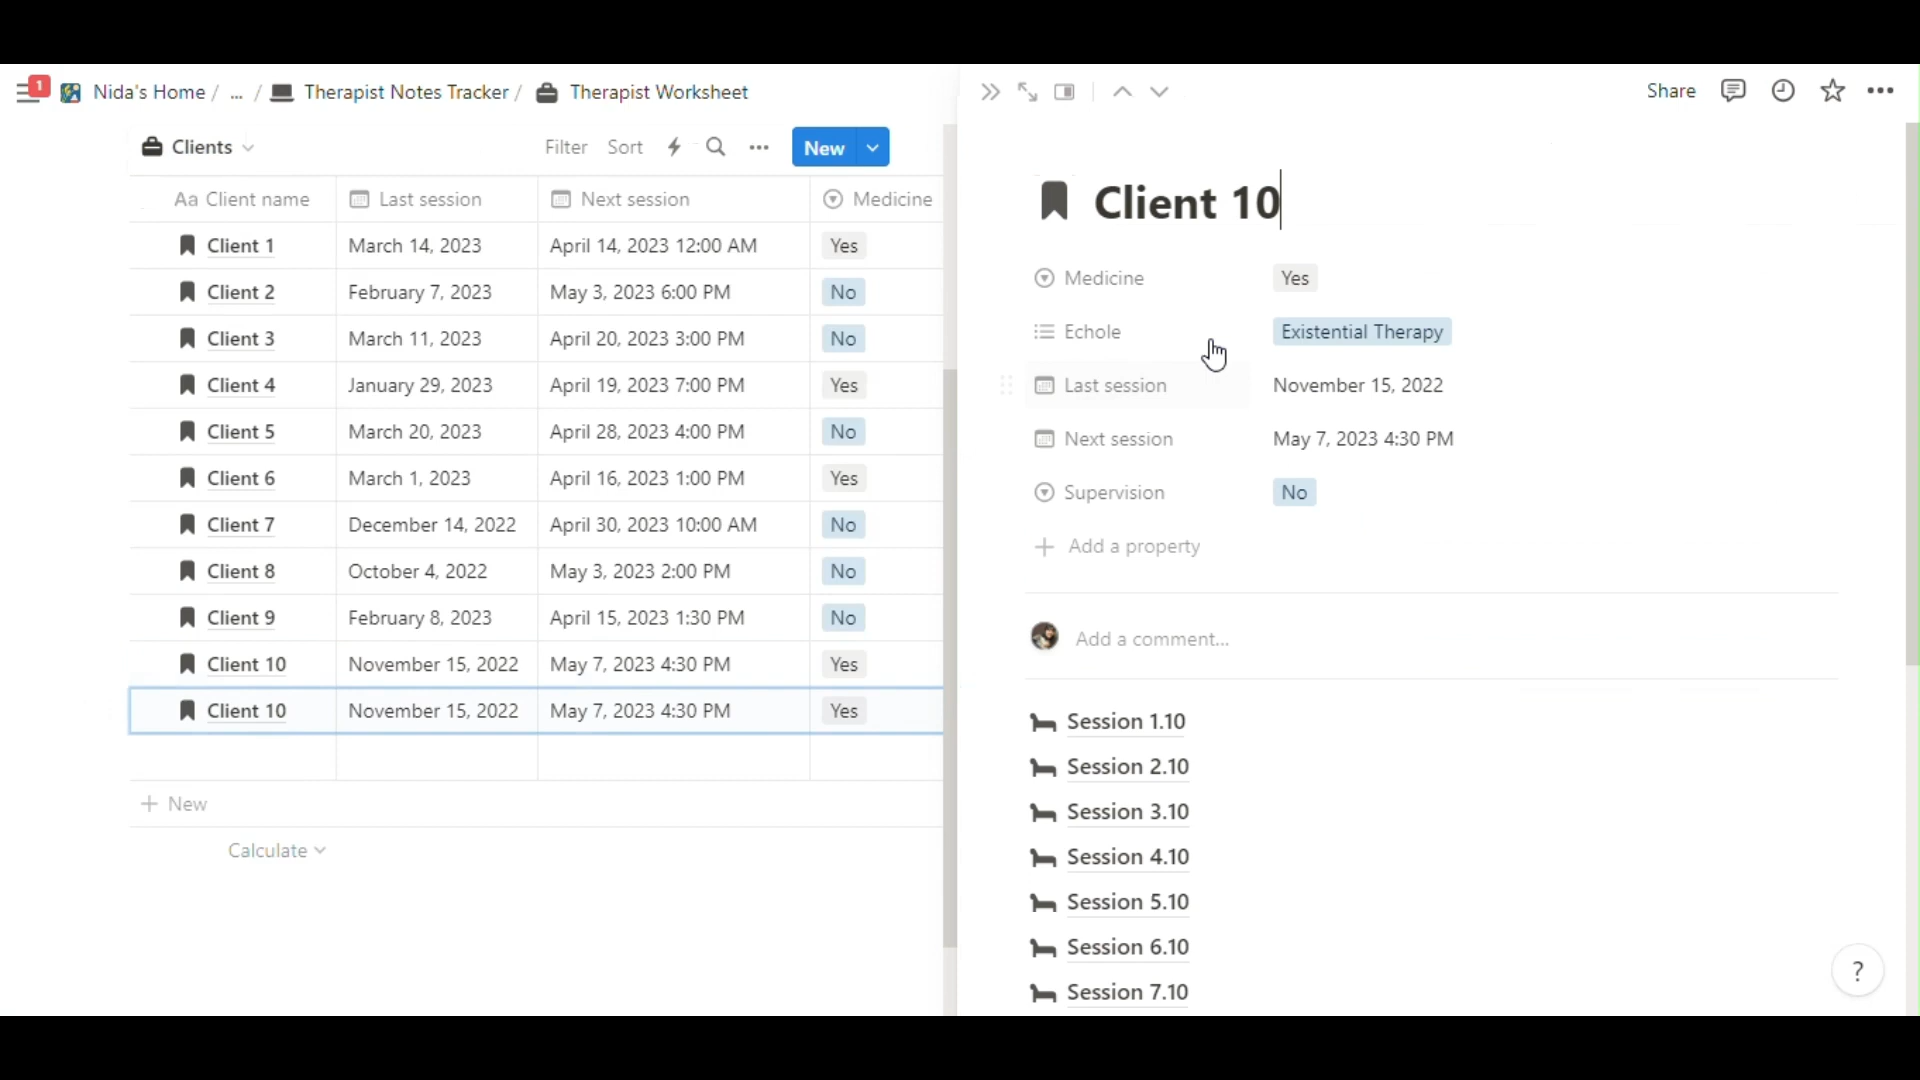 1 Nida's Home / ... / Therapist Notes Tracker / Therapist Worksheet
Share
Clients
Filter Sort
New
Aa Client name Last session Next session Medicine
Client 1 March 14, 2023 April 14, 2023 12:00 AM Yes
Client 2 February 7, 2023 May 3, 2023 6:00 PM No
Client 3 March 11, 2023 April 20, 2023 3:00 PM No
Client 4 January 29, 2023 April 19, 2023 7:00 PM Yes
Client 5 March 20, 2023 April 28, 2023 4:00 PM No
Client 6 March 1, 2023 April 16, 2023 1:00 PM Yes
Client 7 December 14, 2022 April 30, 2023 10:00 AM No
Client 8 October 4, 2022 May 3, 2023 2:00 PM No
Client 9 February 8, 2023 April 15, 2023 1:30 PM No
Client 10 November 15, 2022 May 7, 2023 4:30 PM Yes
Client 10 November 15, 2022 May 7, 2023 4:30 PM Yes
+ New
Calculate
Client 10
Medicine Yes
Echole Existential Therapy
Last session November 15, 2022
Next session May 7, 2023 4:30 PM
Supervision No
+ Add a property
Add a comment...
Session 1.10
Session 2.10
Session 3.10
Session 4.10
Session 5.10
Session 6.10
Session 7.10
?